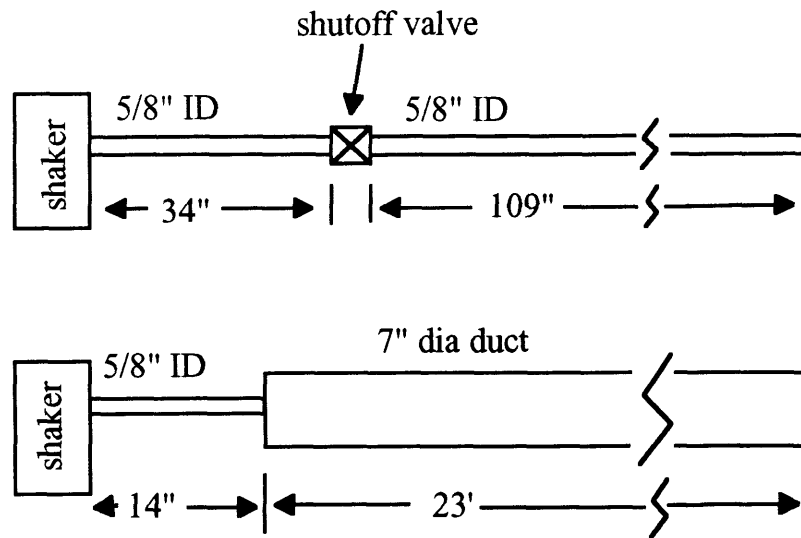 shutoff valve
5/8" ID
5/8" ID
shaker
34"
109"
7" dia duct
5/8" ID
shaker
14"
23'